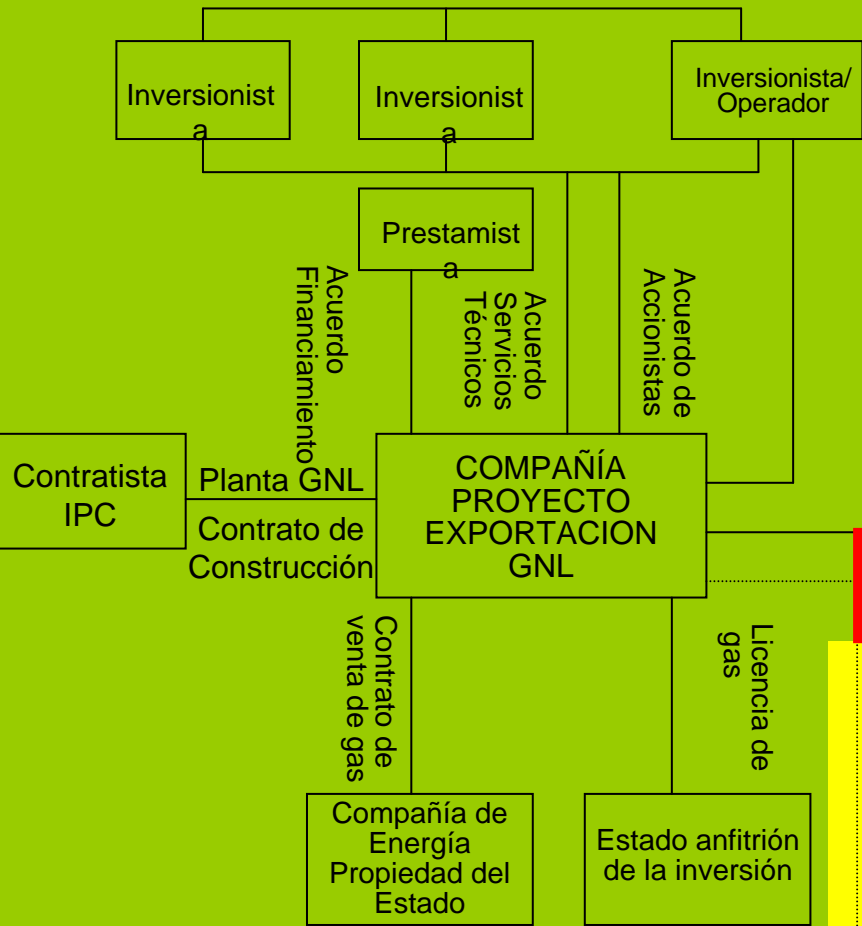 Inversionist
a
Inversionist
a
Inversionista/
Operador
Prestamist
a
Acuerdo
Financiamiento
Acuerdo
Servicios
Técnicos
Acuerdo de
Accionistas
Contratista
IPC
Planta GNL
Contrato de
Construcción
COMPAÑÍA
PROYECTO
EXPORTACION
GNL
Contrato de
venta de gas
Licencia de
gas
Compañía de
Energía
Propiedad del
Estado
Estado anfitrión
de la inversión